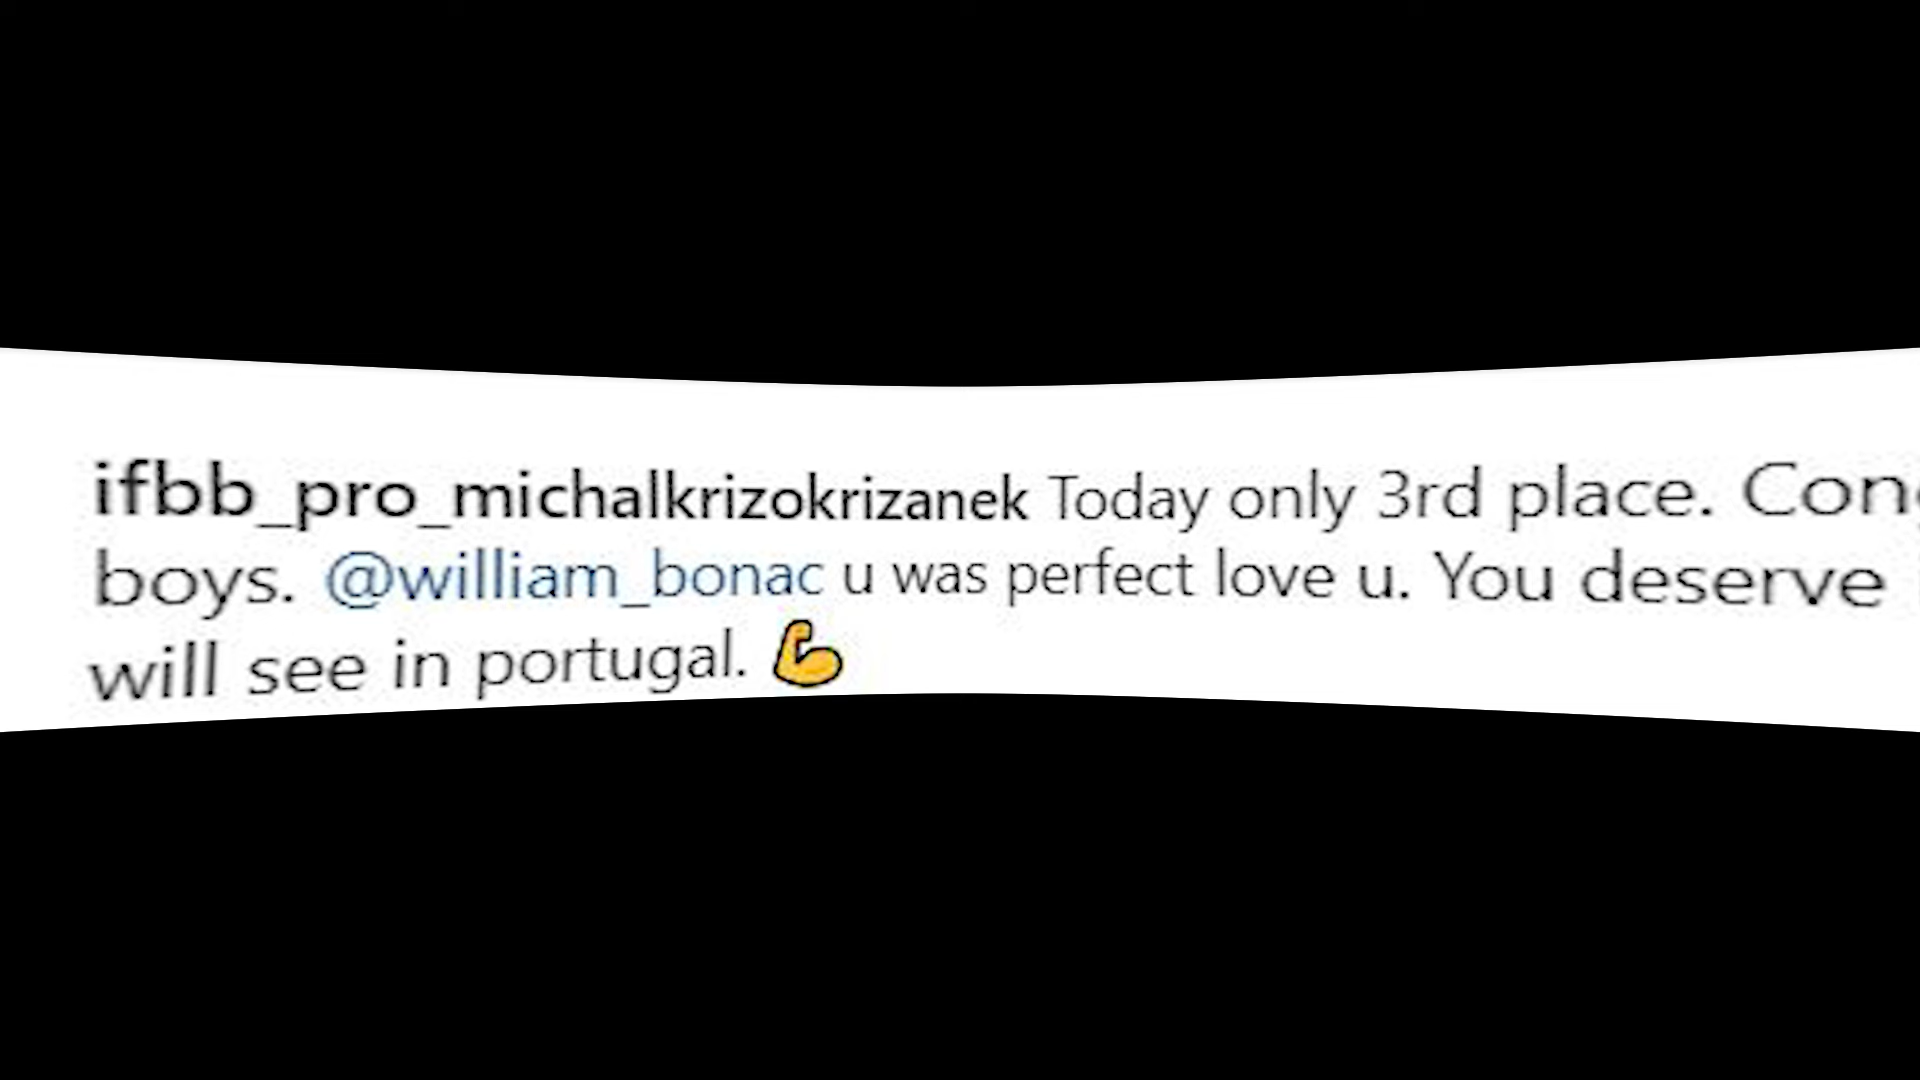 ifbb_pro_michalkrizokrizanek Today only 3rd place.
boys. @william_bonac u was perfect love u. You deserve
will see in portugal. 💪